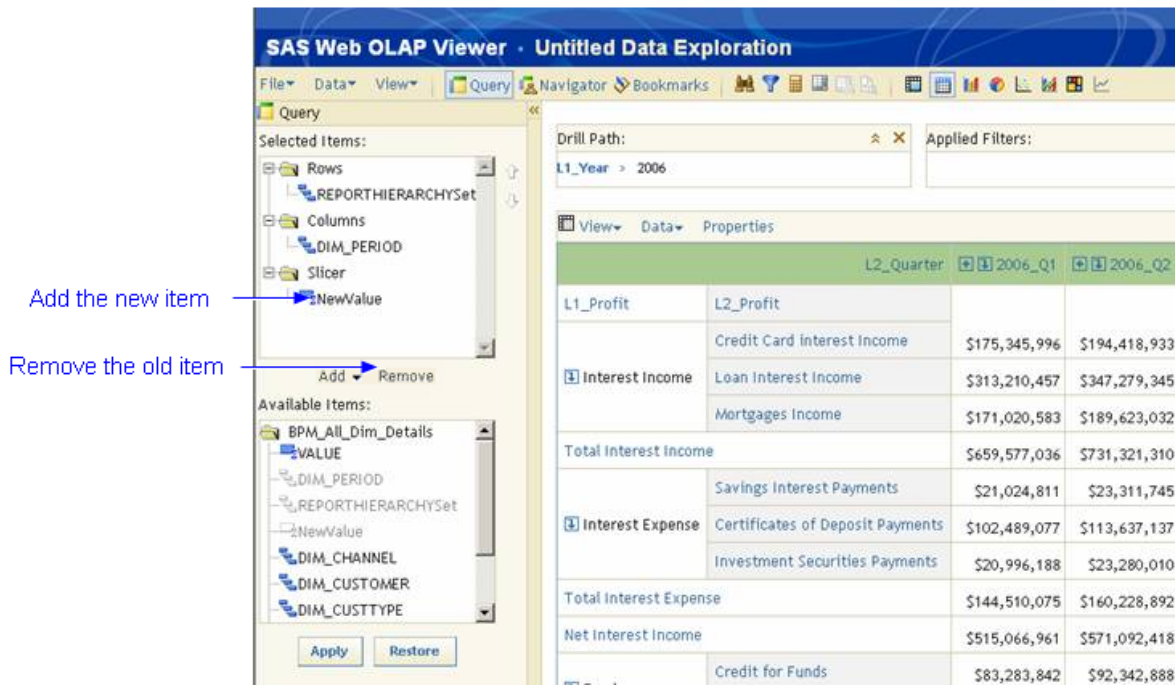 SAS Web OLAP Viewer · Untitled Data Exploration
File Data View Query Navigator Bookmarks
Query
Selected Items:
Rows
REPORTHIERARCHYSet
Columns
DIM_PERIOD
Slicer
NewValue
Add the new item
Remove the old item
Add Remove
Available Items:
BPM_All_Dim_Details
VALUE
DIM_PERIOD
REPORTHIERARCHYSet
NewValue
DIM_CHANNEL
DIM_CUSTOMER
DIM_CUSTTYPE
Apply Restore
Drill Path:
L1_Year > 2006
Applied Filters:
View Data Properties
L2_Quarter 2006_Q1 2006_Q2
L1_Profit L2_Profit
Credit Card Interest Income $175,345,996 $194,418,933
Interest Income Loan Interest Income $313,210,457 $347,279,345
Mortgages Income $171,020,583 $189,623,032
Total Interest Income $659,577,036 $731,321,310
Savings Interest Payments $21,024,811 $23,311,745
Interest Expense Certificates of Deposit Payments $102,489,077 $113,637,137
Investment Securities Payments $20,996,188 $23,280,010
Total Interest Expense $144,510,075 $160,228,892
Net Interest Income $515,066,961 $571,092,418
Credit for Funds $83,283,842 $92,342,888